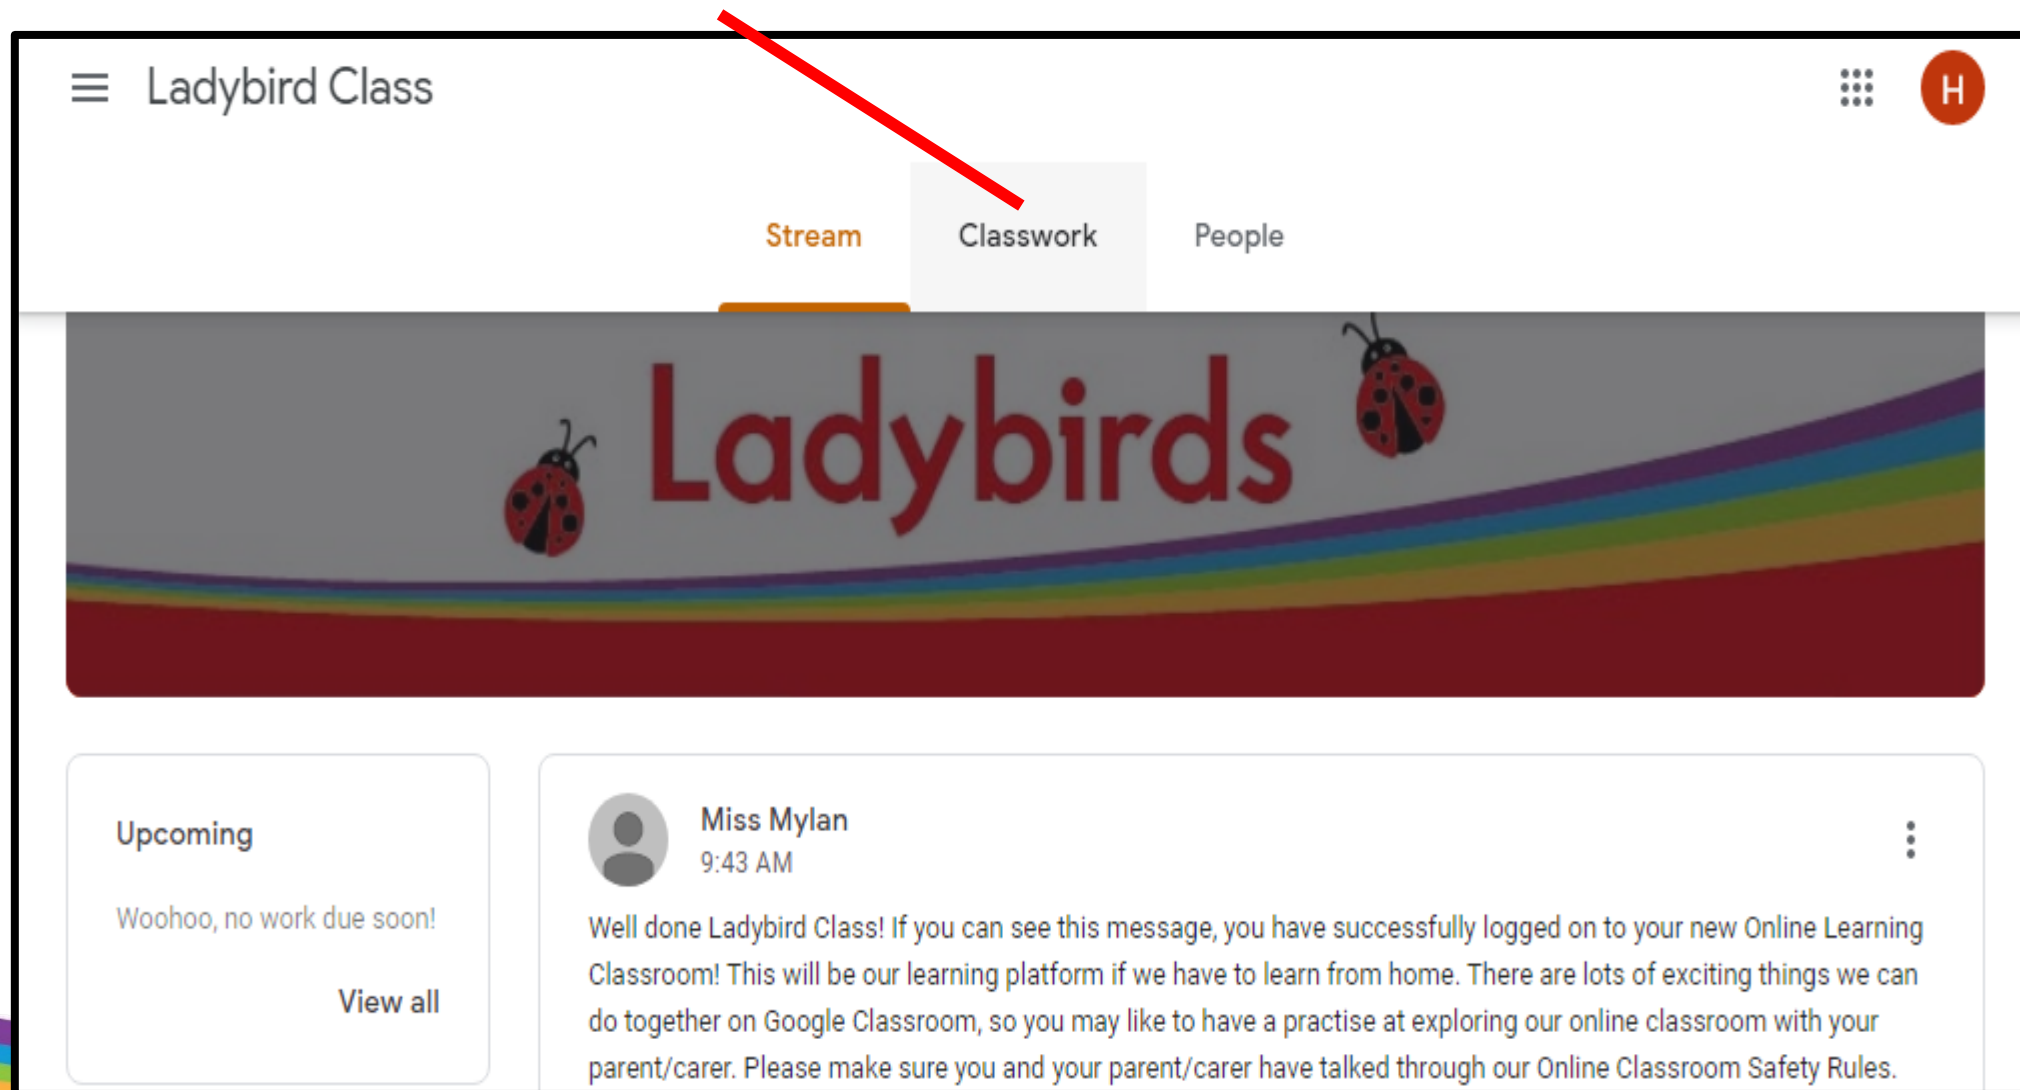 Ladybird Class
H
Stream
Classwork
People
Ladybirds
Upcoming
Woohoo, no work due soon!
View all
Miss Mylan
9:43 AM
Well done Ladybird Class! If you can see this message, you have successfully logged on to your new Online Learning
Classroom! This will be our learning platform if we have to learn from home. There are lots of exciting things we can
do together on Google Classroom, so you may like to have a practise at exploring our online classroom with your
parent/carer. Please make sure you and your parent/carer have talked through our Online Classroom Safety Rules.